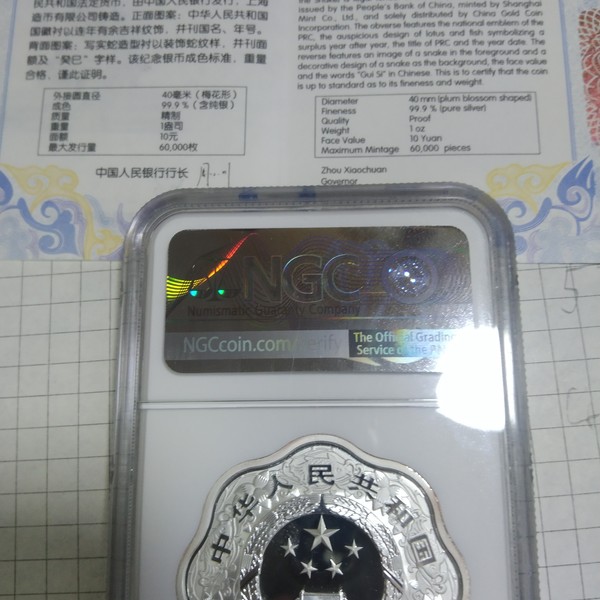 民共和国法定货币，由中国人民银行发行，上海
造币有限公司铸造。正面图案：中华人民共和国
国徽衬以连年有余吉祥纹饰，并刊国名、年号。
背面图案：写实蛇造型衬以装饰蛇纹样，并刊面
额及“癸巳”字样。该纪念银币成色标准，重量
合格，谨此证明。
外接圆直径 40毫米（梅花形）
成色 99.9%（含纯银）
质量 精制
重量 1盎司
面额 10元
最大发行量 60,000枚
中国人民银行行长
issued by the People's Bank of China, minted by Shanghai
Mint Co., Ltd., and solely distributed by China Gold Coin
Incorporation. The obverse features the national emblem of the
PRC, the auspicious design of lotus and fish symbolizing a
surplus year after year, the title of PRC and the year date. The
reverse features an image of a snake in the foreground and a
decorative design of a snake as the background, the face value
and the words "Gui Si" in Chinese. This is to certify that the coin
is up to standard as to its fineness and weight.
Diameter 40 mm (plum blossom shaped)
Fineness 99.9 % (pure silver)
Quality Proof
Weight 1 oz
Face Value 10 Yuan
Maximum Mintage 60,000 pieces
Zhou Xiaochuan
Governor
NGC
Numismatic Guaranty Company
NGCcoin.com/verify
The Official Grading
Service of the
中华人民共和国